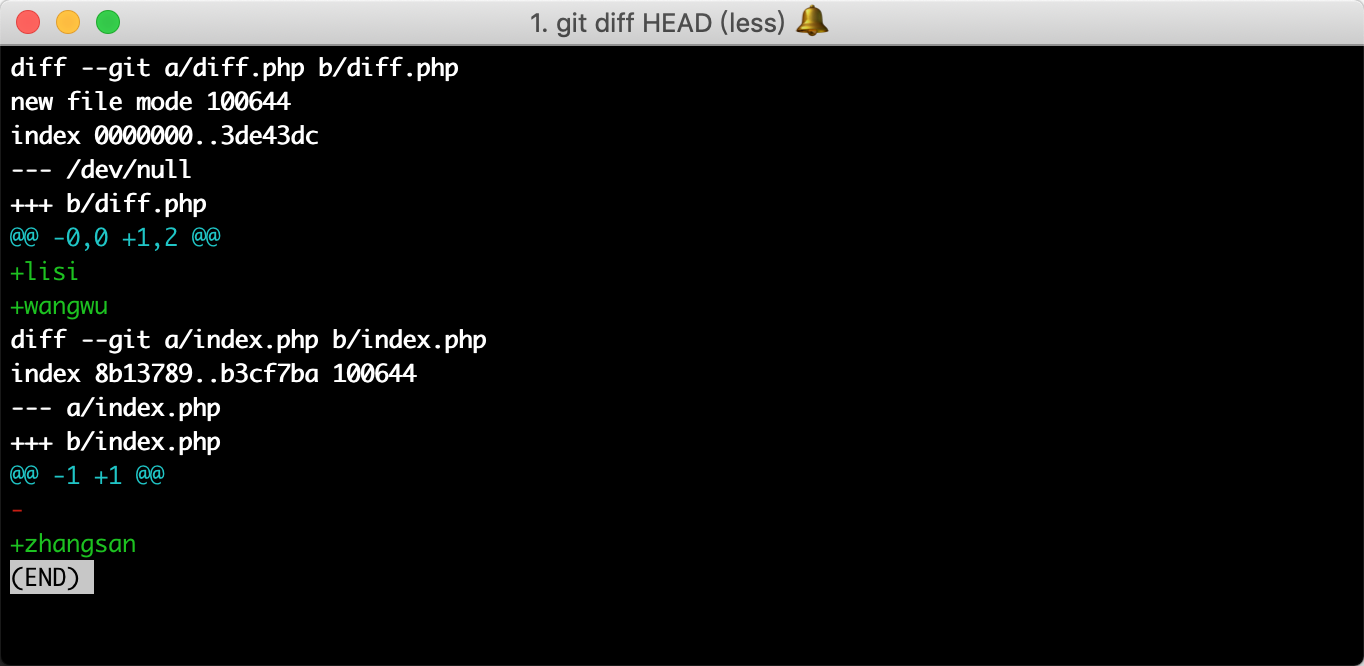 1. git diff HEAD (less)
diff --git a/diff.php b/diff.php
new file mode 100644
index 0000000..3de43dc
--- /dev/null
+++ b/diff.php
@@ -0,0 +1,2 @@
+lisi
+wangwu
diff --git a/index.php b/index.php
index 8b13789..b3cf7ba 100644
--- a/index.php
+++ b/index.php
@@ -1 +1 @@
-
+zhangsan
(END)